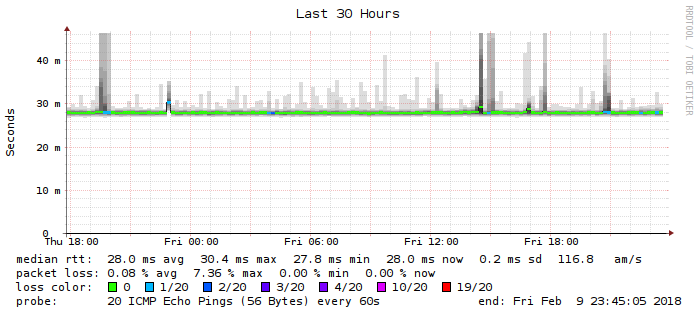 Last 30 Hours
RRDTOOL / TOBI OETIKER
Seconds
40 m
30 m
20 m
10 m
0
Thu 18:00 Fri 00:00 Fri 06:00 Fri 12:00 Fri 18:00
median rtt: 28.0 ms avg 30.4 ms max 27.8 ms min 28.0 ms now 0.2 ms sd 116.8 am/s
packet loss: 0.08 % avg 7.36 % max 0.00 % min 0.00 % now
loss color: 0 1/20 2/20 3/20 4/20 10/20 19/20
probe: 20 ICMP Echo Pings (56 Bytes) every 60s end: Fri Feb 9 23:45:05 2018